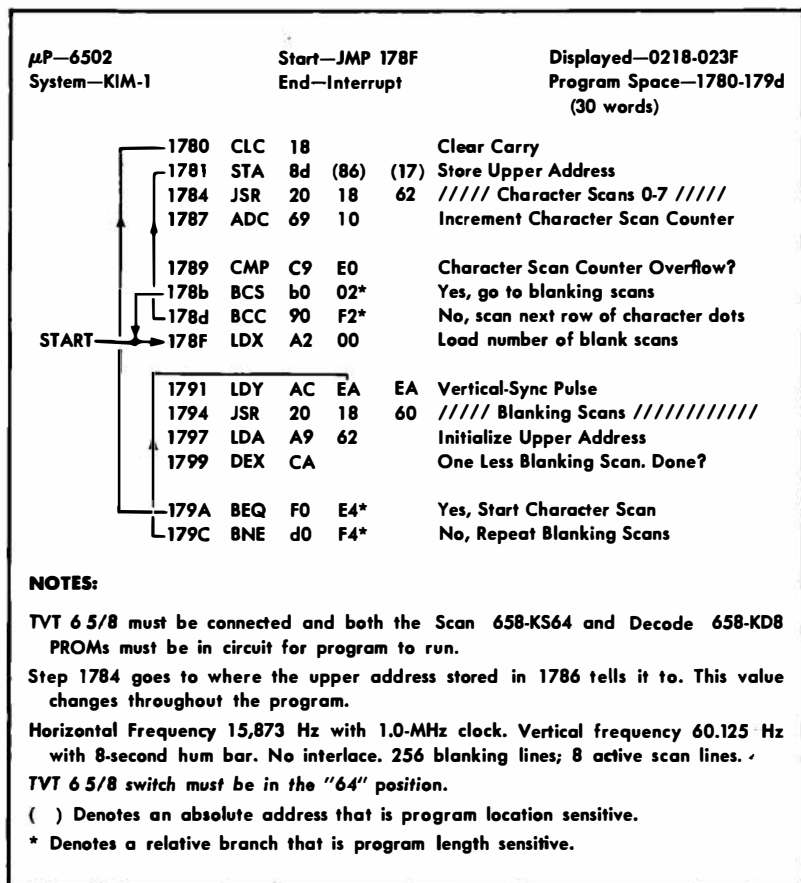 μP—6502 Start—JMP 178F Displayed—0218-023F
System—KIM-1 End—Interrupt Program Space—1780-179d
(30 words)
1780 CLC 18 Clear Carry
1781 STA 8d (86) (17) Store Upper Address
1784 JSR 20 18 62 ///// Character Scans 0-7 /////
1787 ADC 69 10 Increment Character Scan Counter
1789 CMP C9 E0 Character Scan Counter Overflow?
178b BCS b0 02* Yes, go to blanking scans
178d BCC 90 F2* No, scan next row of character dots
START 178F LDX A2 00 Load number of blank scans
1791 LDY AC EA EA Vertical-Sync Pulse
1794 JSR 20 18 60 ///// Blanking Scans ////////////
1797 LDA A9 62 Initialize Upper Address
1799 DEX CA One Less Blanking Scan. Done?
179A BEQ F0 E4* Yes, Start Character Scan
179C BNE d0 F4* No, Repeat Blanking Scans
NOTES:
TVT 6 5/8 must be connected and both the Scan 658-KS64 and Decode 658-KD8
PROMs must be in circuit for program to run.
Step 1784 goes to where the upper address stored in 1786 tells it to. This value
changes throughout the program.
Horizontal Frequency 15,873 Hz with 1.0-MHz clock. Vertical frequency 60.125 Hz
with 8-second hum bar. No interlace. 256 blanking lines; 8 active scan lines.
TVT 6 5/8 switch must be in the "64" position.
( ) Denotes an absolute address that is program location sensitive.
* Denotes a relative branch that is program length sensitive.